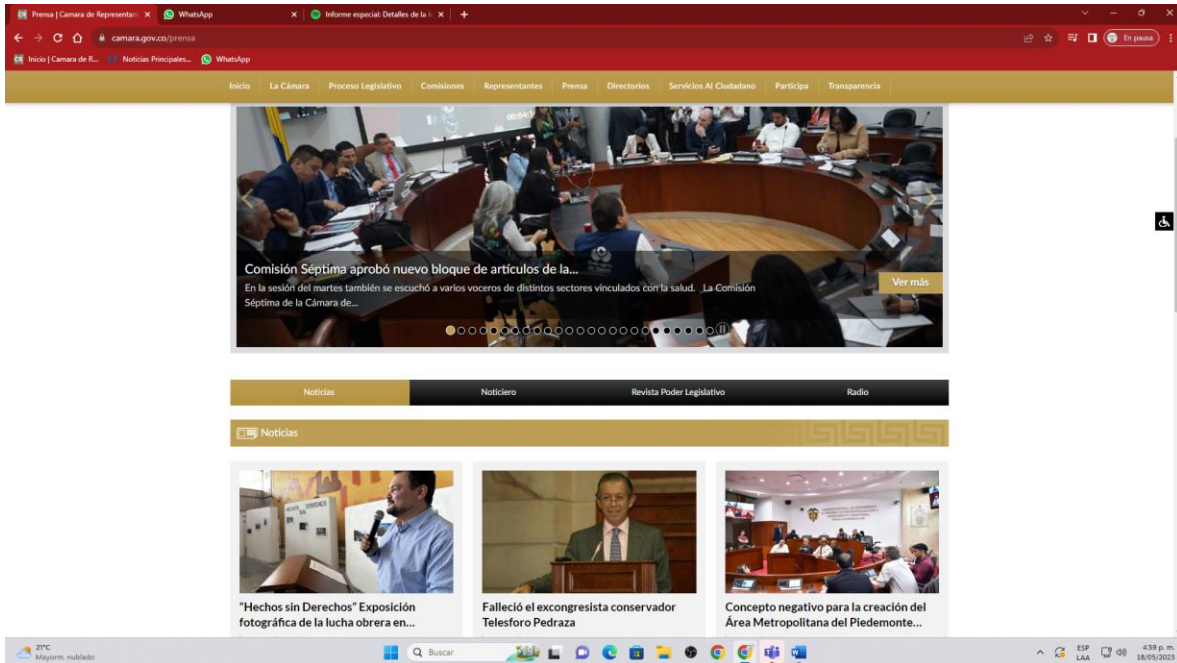 Prensa | Camara de Representan
WhatsApp
Informe especial: Detalles de la l
camara.gov.co/prensa
En pausa
Inicio | Camara de R...
Noticias Principales...
WhatsApp
Inicio
La Cámara
Proceso Legislativo
Comisiones
Representantes
Prensa
Directorios
Servicios Al Ciudadano
Participa
Transparencia
Comisión Séptima aprobó nuevo bloque de artículos de la...
En la sesión del martes también se escuchó a varios voceros de distintos sectores vinculados con la salud. La Comisión
Séptima de la Cámara de...
Ver más
Noticias
Noticiero
Revista Poder Legislativo
Radio
Noticias
"Hechos sin Derechos" Exposición
fotográfica de la lucha obrera en...
Falleció el excongresista conservador
Telesforo Pedraza
Concepto negativo para la creación del
Área Metropolitana del Piedemonte...
21°C
Mayorm. nublado
Buscar
ESP
LAA
4:59 p. m.
18/05/2023